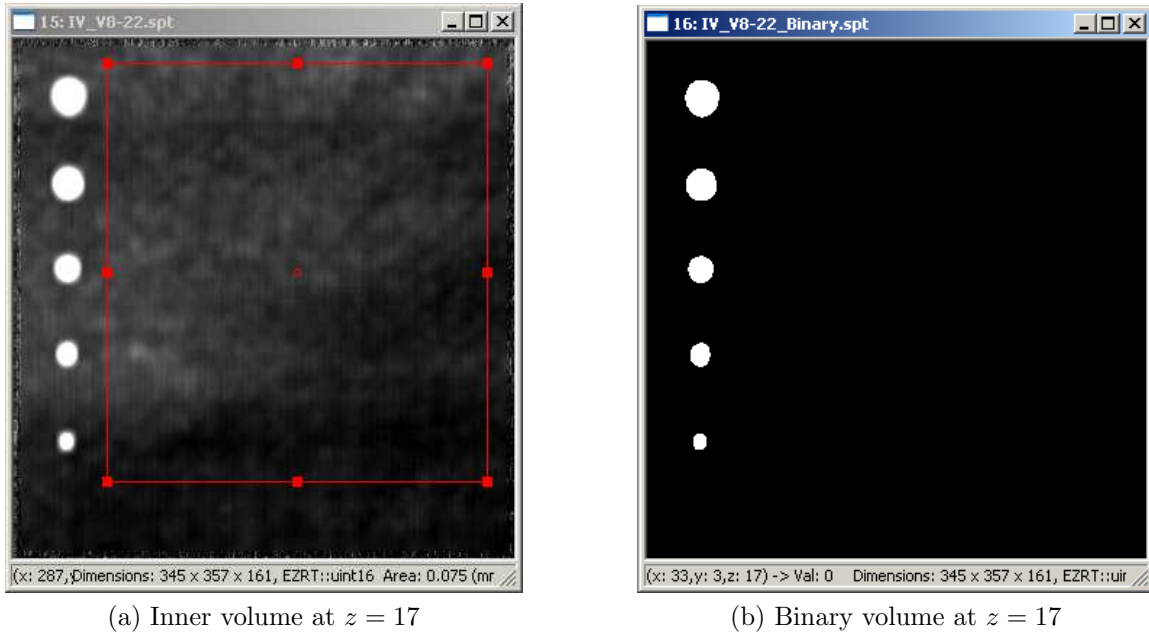 15: IV_V8-22.spt
(x: 287,yDimensions: 345 x 357 x 161, EZRT::uint16 Area: 0.075 (mr
(a) Inner volume at z = 17
16: IV_V8-22_Binary.spt
(x: 33,y: 3,z: 17) -> Val: 0 Dimensions: 345 x 357 x 161, EZRT::uir
(b) Binary volume at z = 17